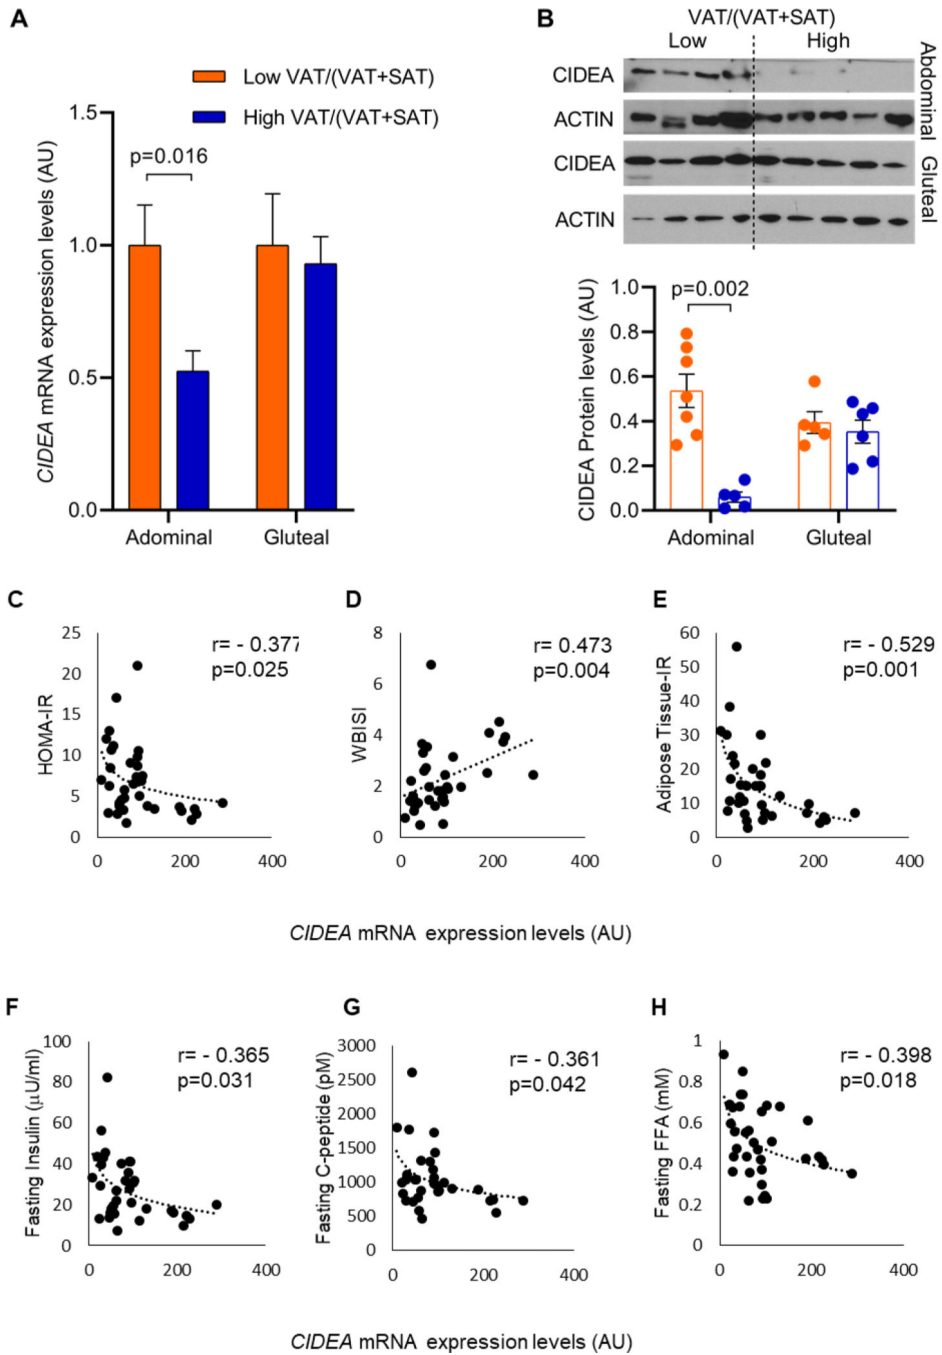 A
Low VAT/(VAT+SAT)
High VAT/(VAT+SAT)
CIDEA mRNA expression levels (AU)
1.5
1.0
0.5
0.0
p=0.016
Adominal
Gluteal
B
VAT/(VAT+SAT)
Low
High
CIDEA
ACTIN
CIDEA
ACTIN
Abdominal
Gluteal
CIDEA Protein levels (AU)
1.0
0.8
0.6
0.4
0.2
0.0
p=0.002
Adominal
Gluteal
C
HOMA-IR
25
20
15
10
5
0
r= - 0.377
p=0.025
0
200
400
D
WBISI
8
6
4
2
0
r= 0.473
p=0.004
0
200
400
E
Adipose Tissue-IR
60
50
40
30
20
10
0
r= - 0.529
p=0.001
0
200
400
CIDEA mRNA expression levels (AU)
F
Fasting Insulin (µU/ml)
100
80
60
40
20
0
r= - 0.365
p=0.031
0
200
400
G
Fasting C-peptide (pM)
3000
2500
2000
1500
1000
500
0
r= - 0.361
p=0.042
0
200
400
H
Fasting FFA (mM)
1
0.8
0.6
0.4
0.2
0
r= - 0.398
p=0.018
0
200
400
CIDEA mRNA expression levels (AU)